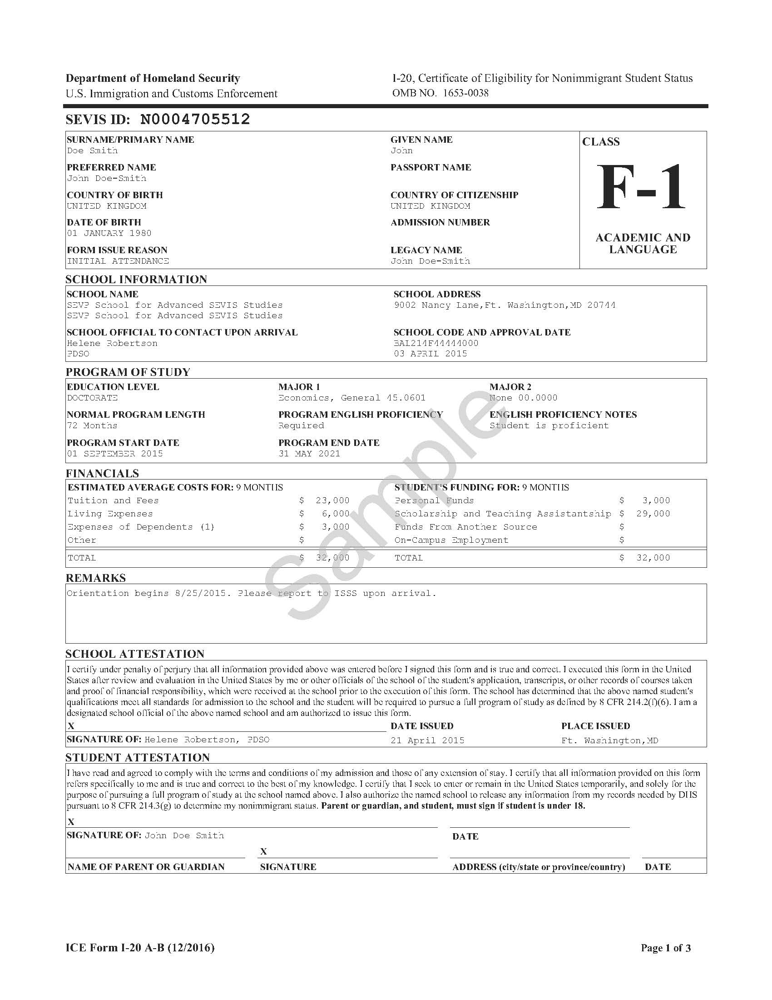 Department of Homeland Security
U.S. Immigration and Customs Enforcement
I-20, Certificate of Eligibility for Nonimmigrant Student Status
OMB NO. 1653-0038
SEVIS ID: N0004705512
SURNAME/PRIMARY NAME
Doe Smith
GIVEN NAME
John
PREFERRED NAME
John Doe-Smith
PASSPORT NAME
COUNTRY OF BIRTH
UNITED KINGDOM
COUNTRY OF CITIZENSHIP
UNITED KINGDOM
DATE OF BIRTH
01 JANUARY 1980
ADMISSION NUMBER
FORM ISSUE REASON
INITIAL ATTENDANCE
LEGACY NAME
John Doe-Smith
CLASS
F-1
ACADEMIC AND
LANGUAGE
SCHOOL INFORMATION
SCHOOL NAME
SEVP School for Advanced SEVIS Studies
SEVP School for Advanced SEVIS Studies
SCHOOL ADDRESS
9002 Nancy Lane,Ft. Washington,MD 20744
SCHOOL OFFICIAL TO CONTACT UPON ARRIVAL
Helene Robertson
PDSO
SCHOOL CODE AND APPROVAL DATE
BAL214F44444000
03 APRIL 2015
PROGRAM OF STUDY
EDUCATION LEVEL
DOCTORATE
MAJOR 1
Economics, General 45.0601
MAJOR 2
None 00.0000
NORMAL PROGRAM LENGTH
72 Months
PROGRAM ENGLISH PROFICIENCY
Required
ENGLISH PROFICIENCY NOTES
Student is proficient
PROGRAM START DATE
01 SEPTEMBER 2015
PROGRAM END DATE
31 MAY 2021
FINANCIALS
ESTIMATED AVERAGE COSTS FOR: 9 MONTHS
Tuition and Fees $ 23,000
Living Expenses $ 6,000
Expenses of Dependents (1) $ 3,000
Other $
TOTAL $ 32,000
STUDENT'S FUNDING FOR: 9 MONTHS
Personal Funds $ 3,000
Scholarship and Teaching Assistantship $ 29,000
Funds From Another Source $
On-Campus Employment $
TOTAL $ 32,000
Sample
REMARKS
Orientation begins 8/25/2015. Please report to ISSS upon arrival.
SCHOOL ATTESTATION
I certify under penalty of perjury that all information provided above was entered before I signed this form and is true and correct. I executed this form in the United
States after review and evaluation in the United States by me or other officials of the school of the student's application, transcripts, or other records of courses taken
and proof of financial responsibility, which were received at the school prior to the execution of this form. The school has determined that the above named student's
qualifications meet all standards for admission to the school and the student will be required to pursue a full program of study as defined by 8 CFR 214.2(f)(6). I am a
designated school official of the above named school and am authorized to issue this form.
X
SIGNATURE OF: Helene Robertson, PDSO
DATE ISSUED
21 April 2015
PLACE ISSUED
Ft. Washington,MD
STUDENT ATTESTATION
I have read and agreed to comply with the terms and conditions of my admission and those of any extension of stay. I certify that all information provided on this form
refers specifically to me and is true and correct to the best of my knowledge. I certify that I seek to enter or remain in the United States temporarily, and solely for the
purpose of pursuing a full program of study at the school named above. I also authorize the named school to release any information from my records needed by DHS
pursuant to 8 CFR 214.3(g) to determine my nonimmigrant status. Parent or guardian, and student, must sign if student is under 18.
X
SIGNATURE OF: John Doe Smith
DATE
X
NAME OF PARENT OR GUARDIAN
SIGNATURE
ADDRESS (city/state or province/country)
DATE
ICE Form I-20 A-B (12/2016)
Page 1 of 3